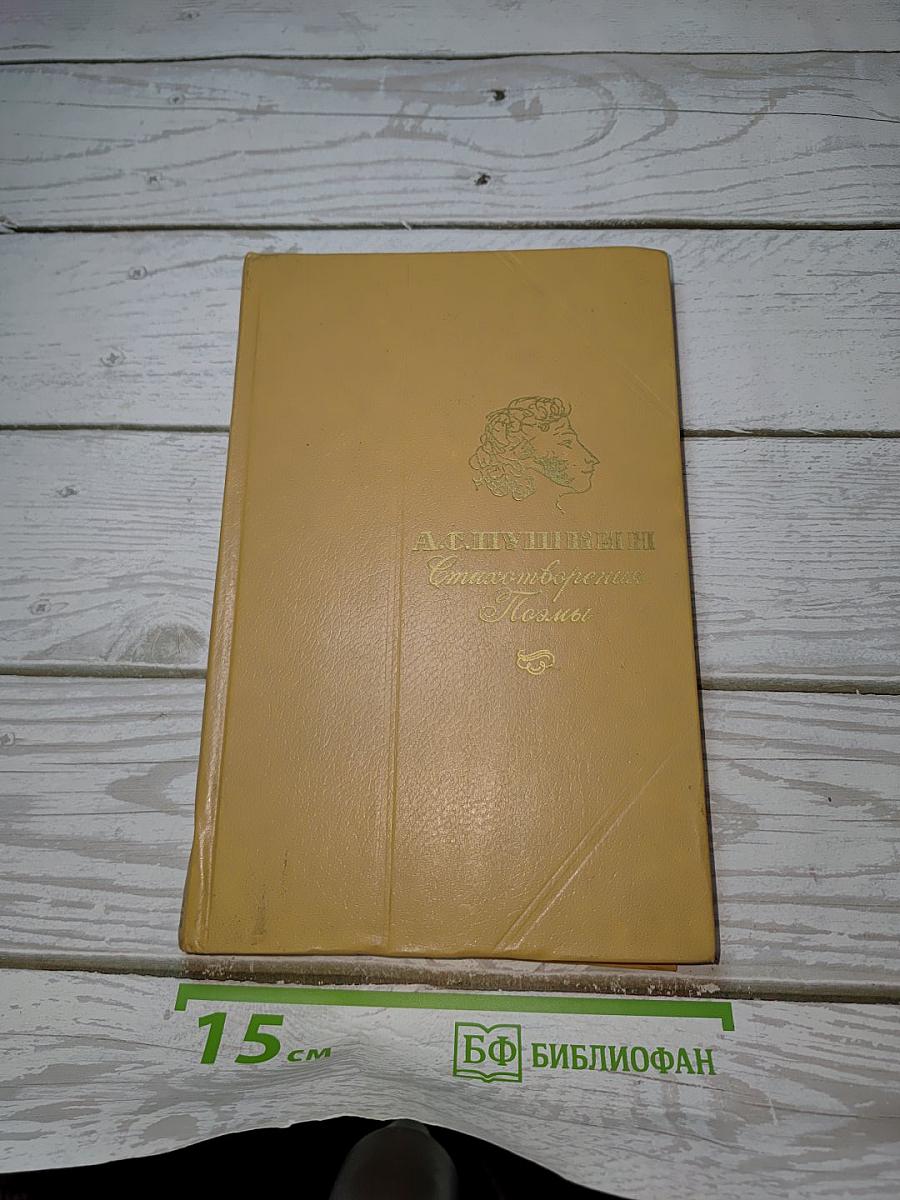 А.С.ПУШКИН
Стихотворения
Поэмы
15 см
БФ БИБЛИОФАН